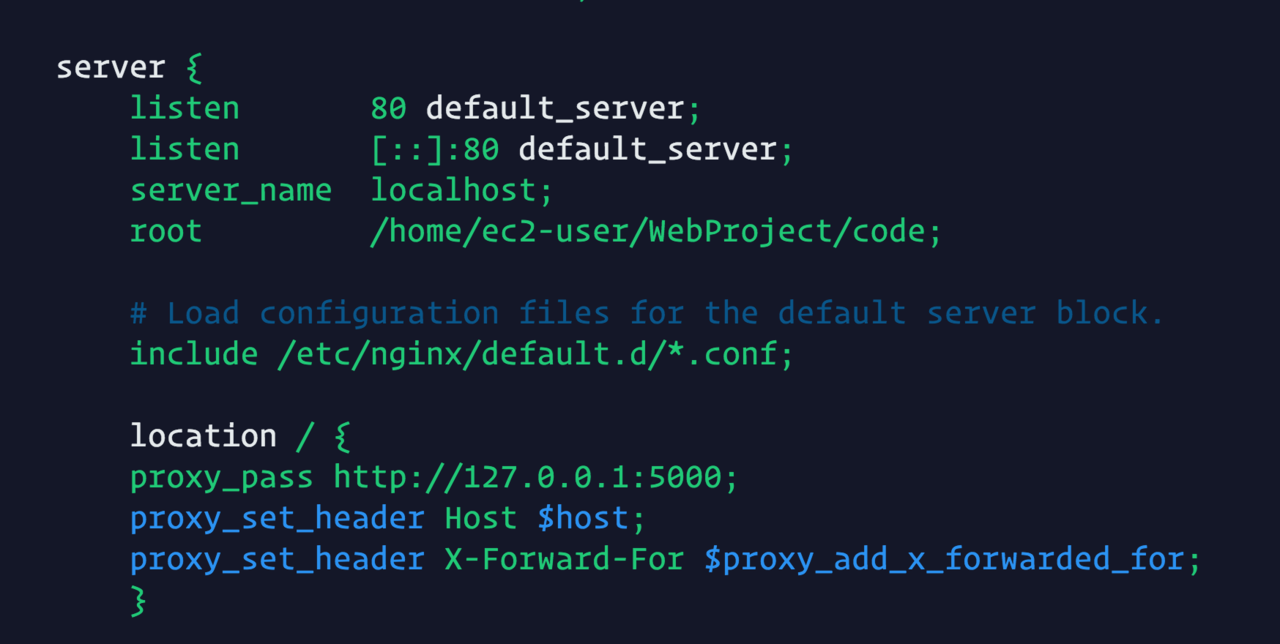 server {
    listen       80 default_server;
    listen       [::]:80 default_server;
    server_name  localhost;
    root         /home/ec2-user/WebProject/code;

    # Load configuration files for the default server block.
    include /etc/nginx/default.d/*.conf;

    location / {
    proxy_pass http://127.0.0.1:5000;
    proxy_set_header Host $host;
    proxy_set_header X-Forward-For $proxy_add_x_forwarded_for;
    }